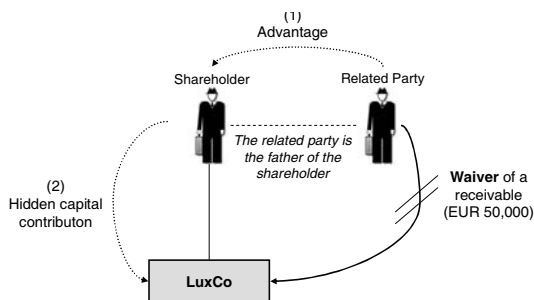 (1)
Advantage
Shareholder
Related Party
The related party is
the father of the
shareholder
(2)
Hidden capital
contributon
Waiver of a
receivable
(EUR 50,000)
LuxCo